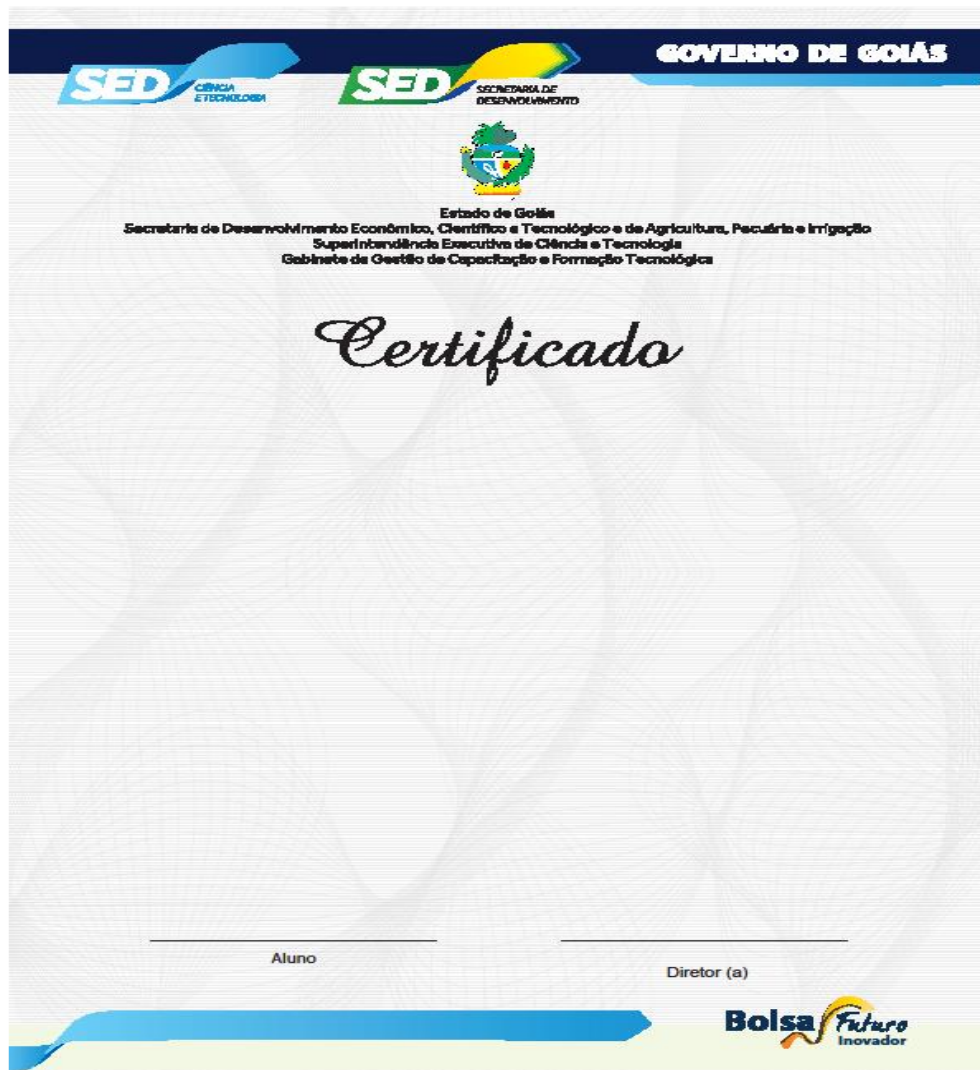 GOVERNO DE GOIÁS
SED CIÊNCIA
E TECNOLOGIA
SED SECRETARIA DE
DESENVOLVIMENTO
Estado de Goiás
Secretaria de Desenvolvimento Econômico, Científico e Tecnológico e de Agricultura, Pecuária e Irrigação
Superintendência Executiva de Ciência e Tecnologia
Gabinete de Gestão de Capacitação e Formação Tecnológica
Certificado
Aluno
Diretor (a)
Bolsa Futuro
Inovador